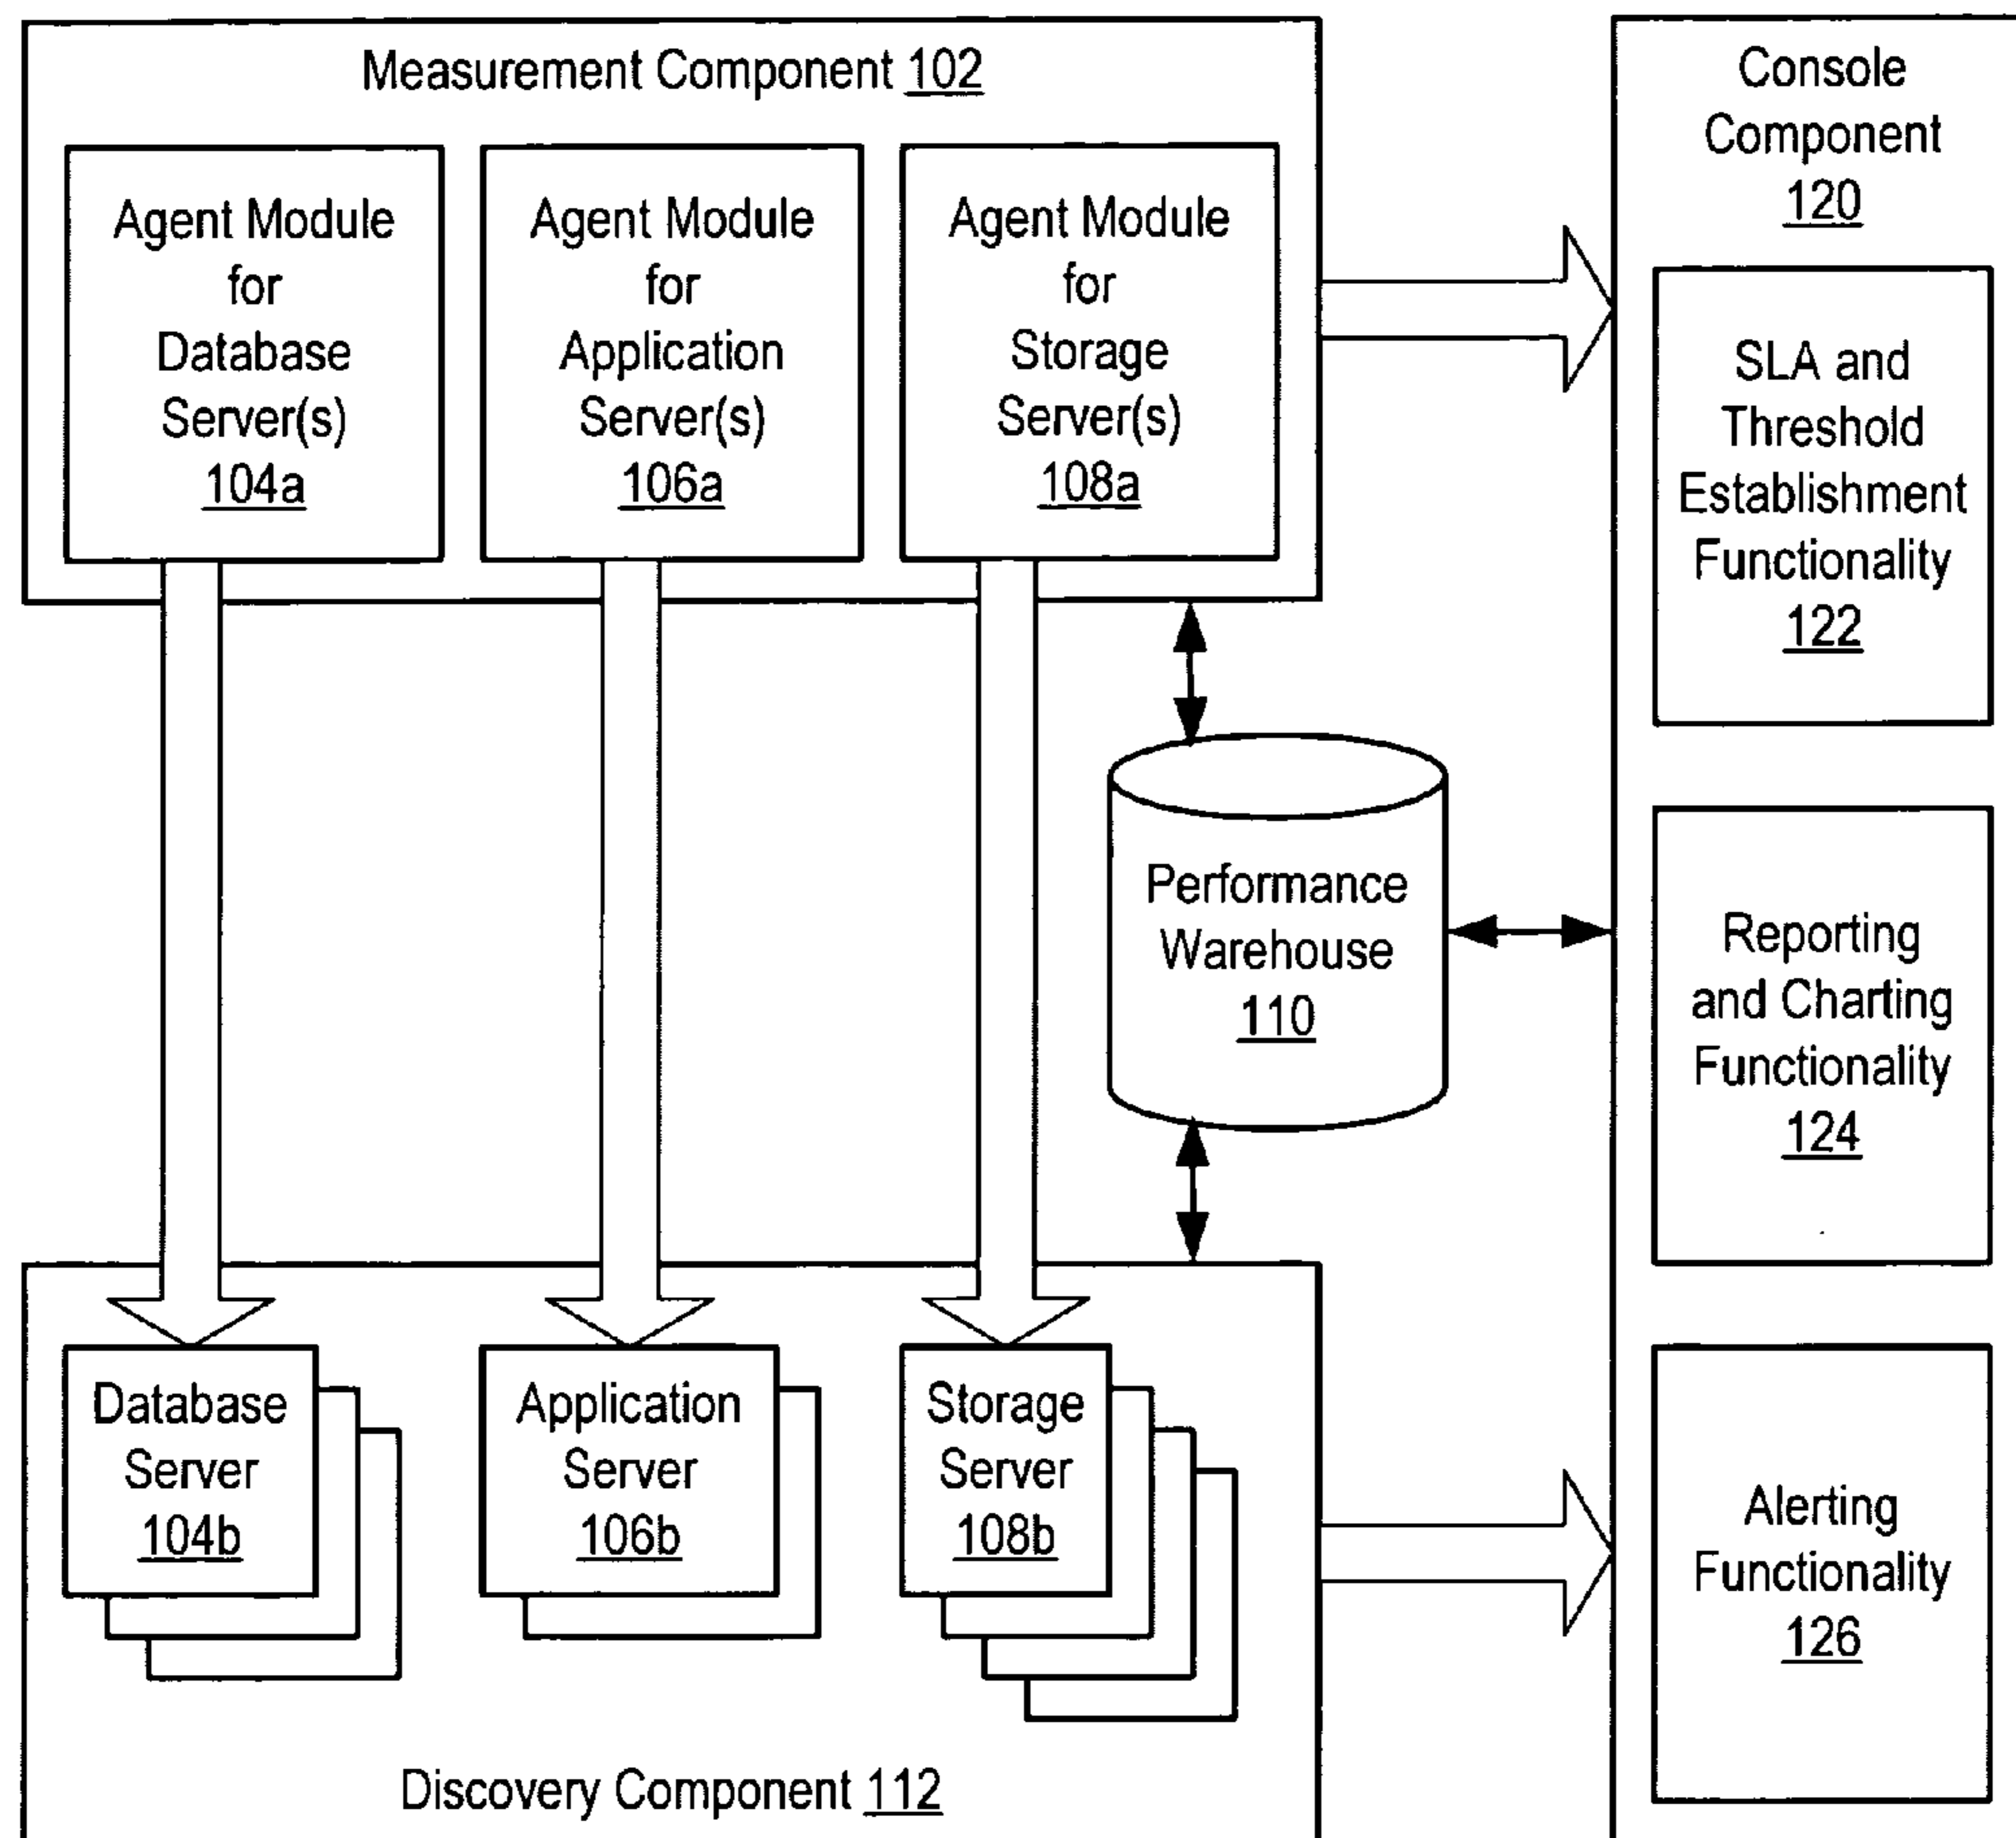 Measurement Component 102
Agent Module
for
Database
Server(s)
104a
Agent Module
for
Application
Server(s)
106a
Agent Module
for
Storage
Server(s)
108a
Console
Component
120
SLA and
Threshold
Establishment
Functionality
122
Performance
Warehouse
110
Reporting
and Charting
Functionality
124
Database
Server
104b
Application
Server
106b
Storage
Server
108b
Alerting
Functionality
126
Discovery Component 112